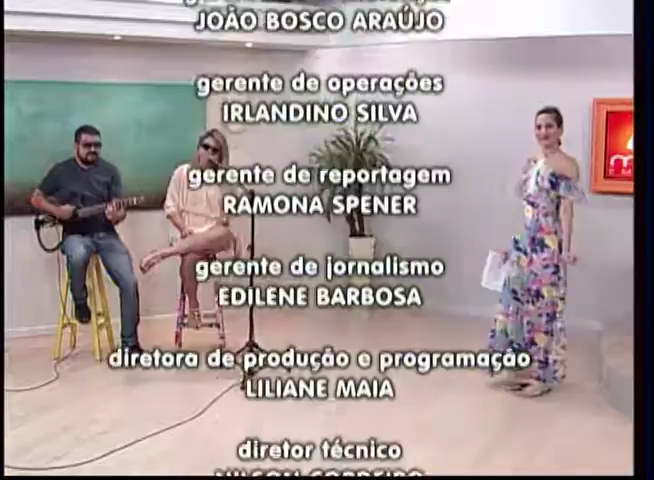 JOÃO BOSCO ARAÚJO
gerente de operações
IRLANDINO SILVA
gerente de reportagem
RAMONA SPENER
gerente de jornalismo
EDILENE BARBOSA
diretora de produção e programação
LILIANE MAIA
diretor técnico